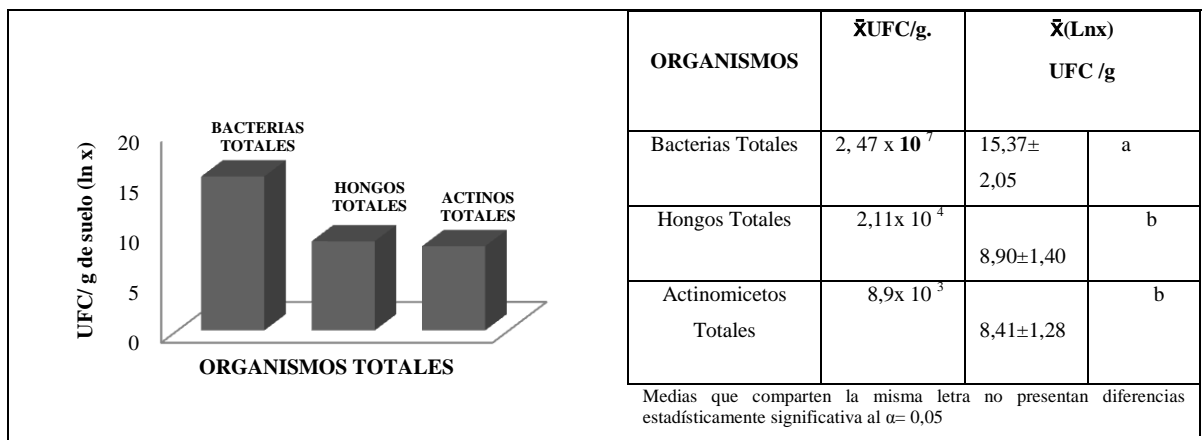 UFC/ g de suelo (ln x)
20
15
10
5
0
BACTERIAS
TOTALES
HONGOS
TOTALES
ACTINOS
TOTALES
ORGANISMOS TOTALES
ORGANISMOS
X̄UFC/g.
X̄(Lnx)
UFC /g
Bacterias Totales
2, 47 x 10 7
15,37±
2,05
a
Hongos Totales
2,11x 10 4
8,90±1,40
b
Actinomicetos
Totales
8,9x 10 3
8,41±1,28
b
Medias que comparten la misma letra no presentan diferencias
estadísticamente significativa al α= 0,05